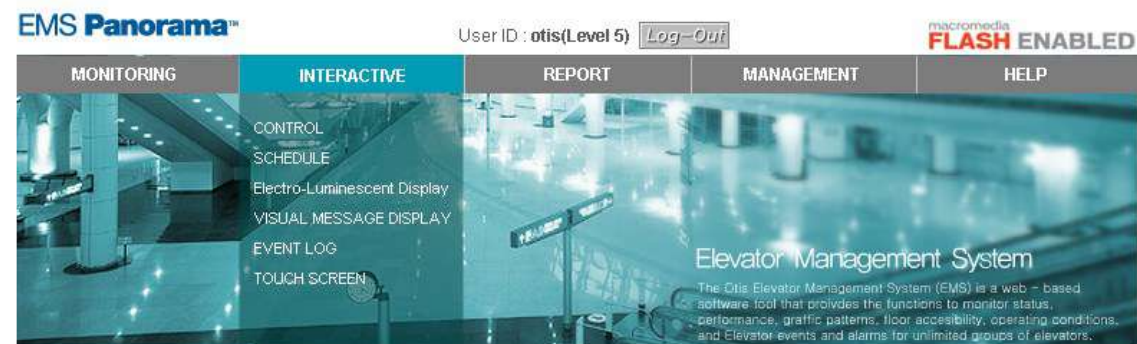 EMS Panorama™
User ID : otis(Level 5) Log-Out
macromedia
FLASH ENABLED
MONITORING INTERACTIVE REPORT MANAGEMENT HELP
CONTROL
SCHEDULE
Electro-Luminescent Display
VISUAL MESSAGE DISPLAY
EVENT LOG
TOUCH SCREEN
Elevator Management System
The Otis Elevator Management System (EMS) is a web - based
software tool that proivdes the functions to monitor status,
performance, graffic patterns, floor accesibility, operating conditions,
and Elevator events and alarms for unlimited groups of elevators.